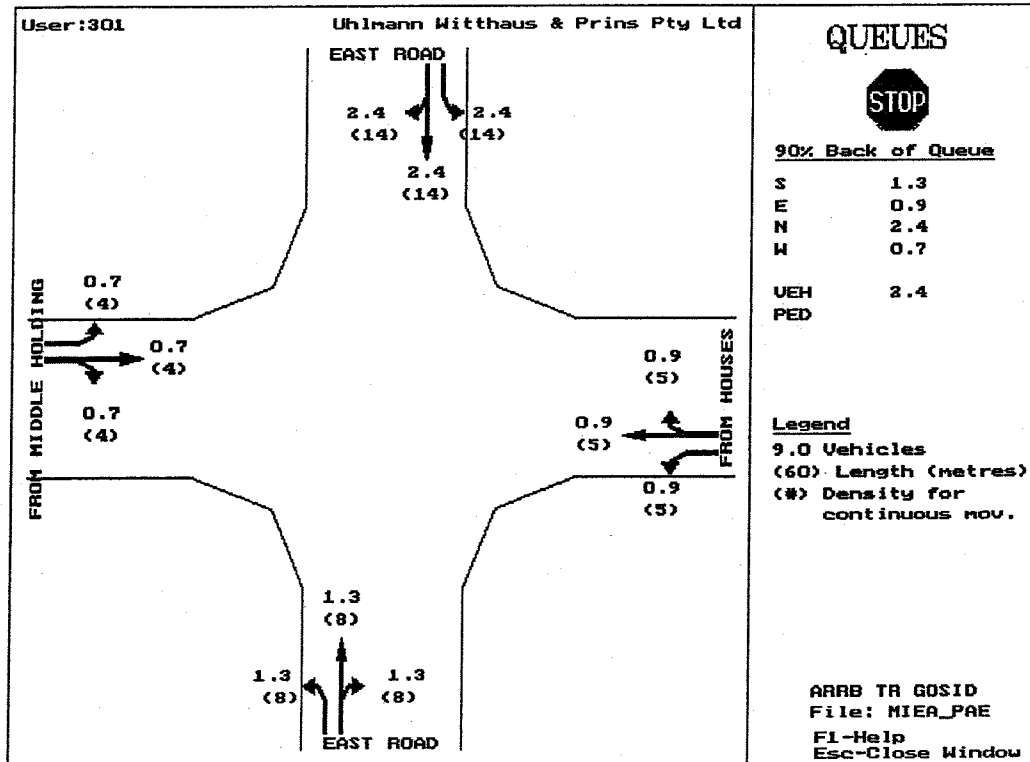 User:301
Uhlmann Witthaus & Prins Pty Ltd
EAST ROAD
2.4
(14)
2.4
(14)
2.4
(14)
FROM MIDDLE HOLDING
0.7
(4)
0.7
(4)
0.7
(4)
FROM HOUSES
0.9
(5)
0.9
(5)
0.9
(5)
1.3
(8)
1.3
(8)
1.3
(8)
EAST ROAD
QUEUES
STOP
90% Back of Queue
S 1.3
E 0.9
N 2.4
W 0.7
VEH 2.4
PED
Legend
9.0 Vehicles
(60) Length (metres)
(#) Density for
continuous mov.
ARRB TR GOSID
File: MIEA_PAE
F1-Help
Esc-Close Window